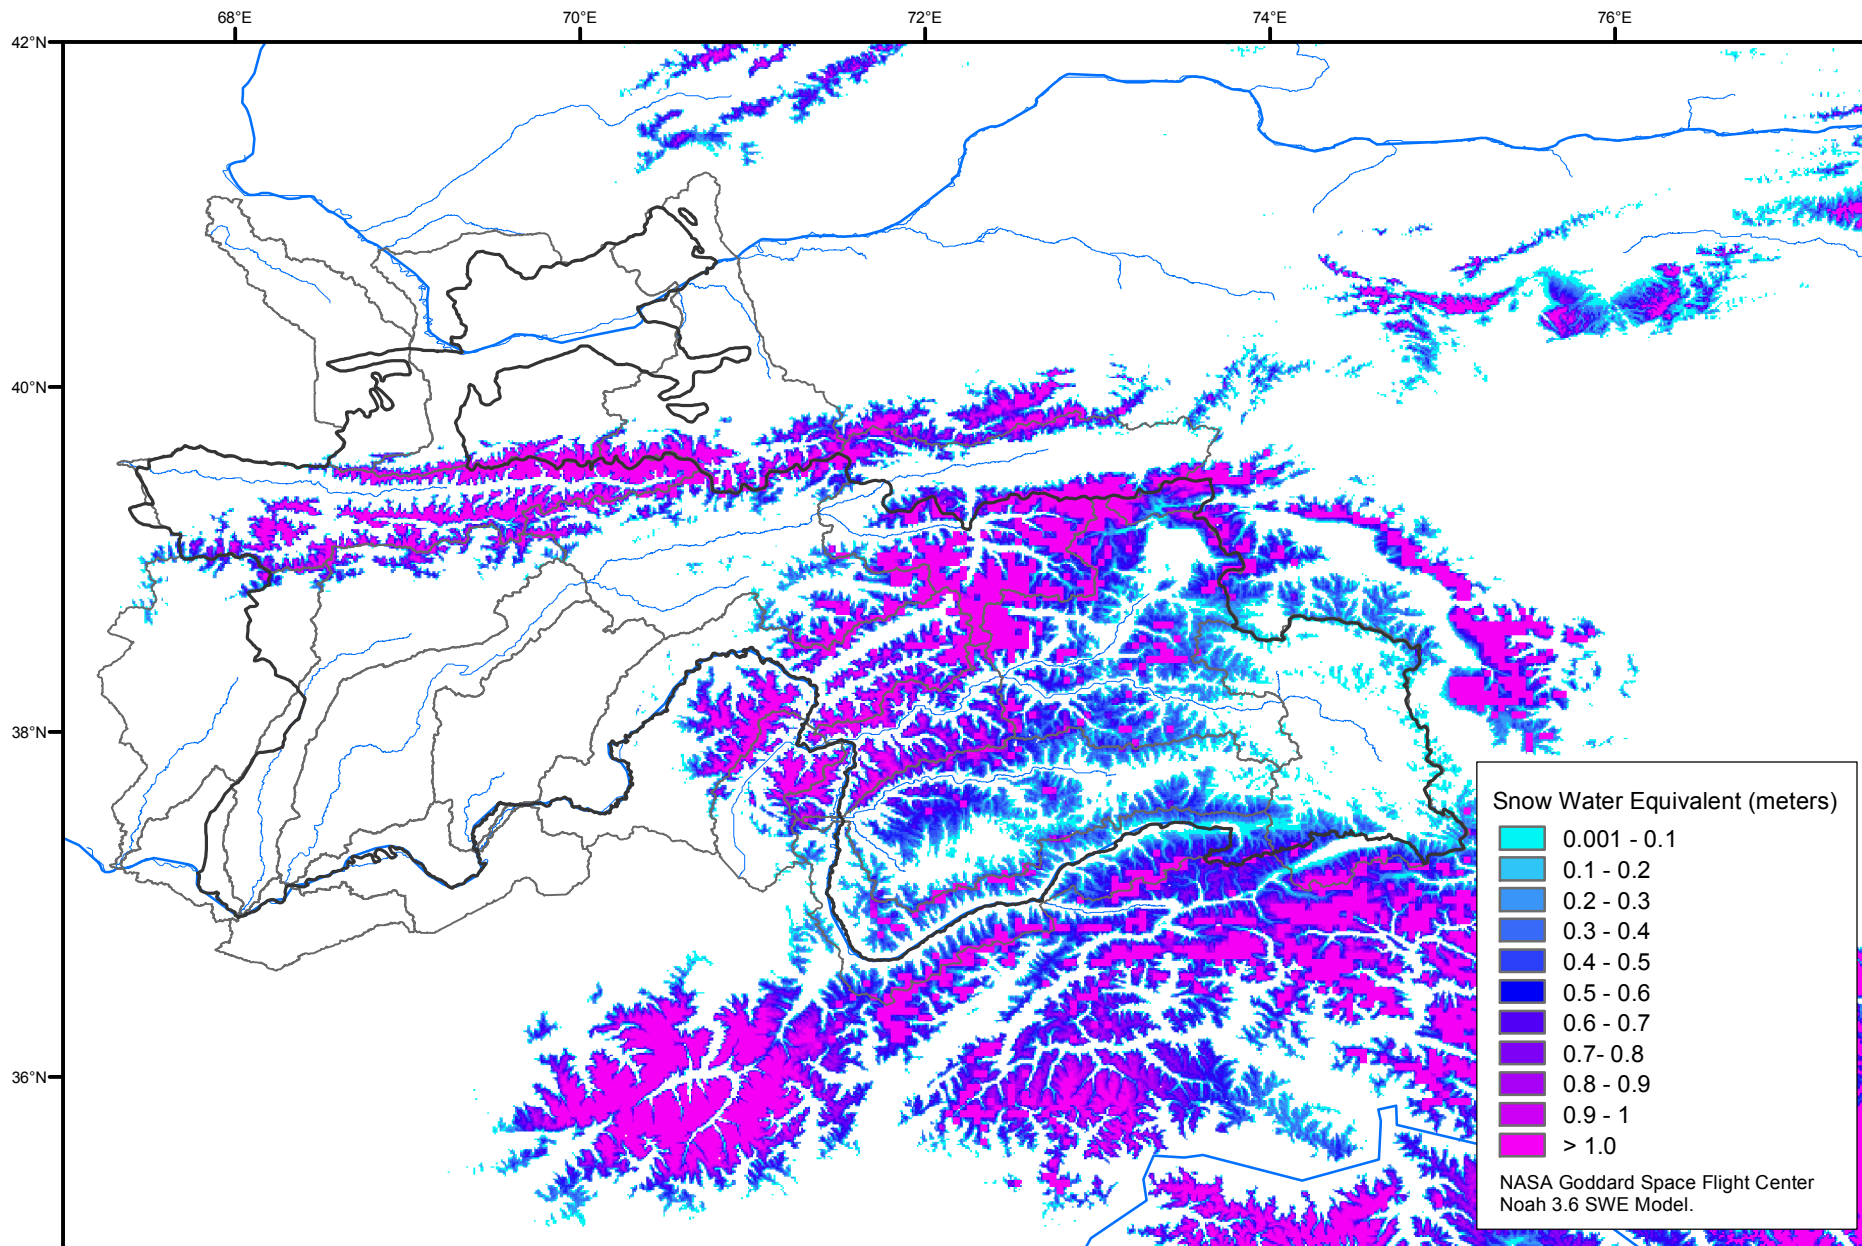 68°E 70°E 72°E 74°E 76°E
42°N
40°N
38°N
36°N
Snow Water Equivalent (meters)
0.001 - 0.1
0.1 - 0.2
0.2 - 0.3
0.3 - 0.4
0.4 - 0.5
0.5 - 0.6
0.6 - 0.7
0.7- 0.8
0.8 - 0.9
0.9 - 1
> 1.0
NASA Goddard Space Flight Center
Noah 3.6 SWE Model.